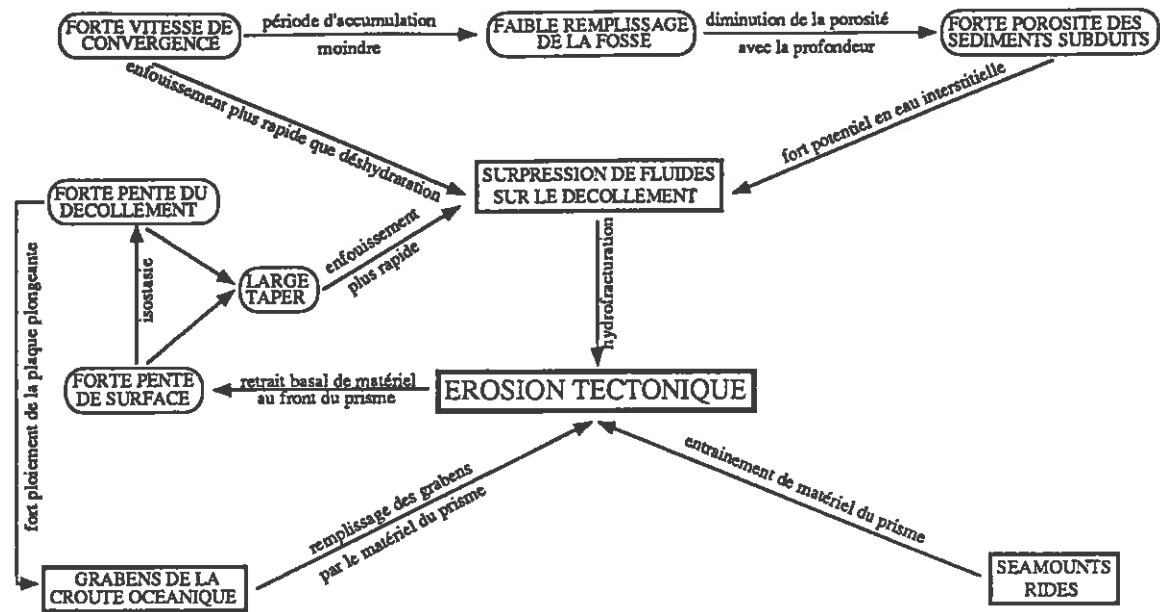 FORTE VITESSE DE
CONVERGENCE
période d'accumulation
moindre
FAIBLE REMPLISSAGE
DE LA FOSSE
diminution de la porosité
avec la profondeur
FORTE POROSITE DES
SEDIMENTS SUBDUITS
enfouissement plus rapide que déshydratation
fort potentiel en eau interstitielle
SURPRESSION DE FLUIDES
SUR LE DECOLLEMENT
FORTE PENTE DU
DECOLLEMENT
enfouissement
plus rapide
LARGE
TAPER
isostasie
hydrofracturation
fort ploiement de la plaque plongeante
FORTE PENTE
DE SURFACE
retrait basal de matériel
au front du prisme
EROSION TECTONIQUE
remplissage des grabens
par le matériel du prisme
entrainement de matériel du prisme
GRABENS DE LA
CROUTE OCEANIQUE
SEAMOUNTS
RIDES